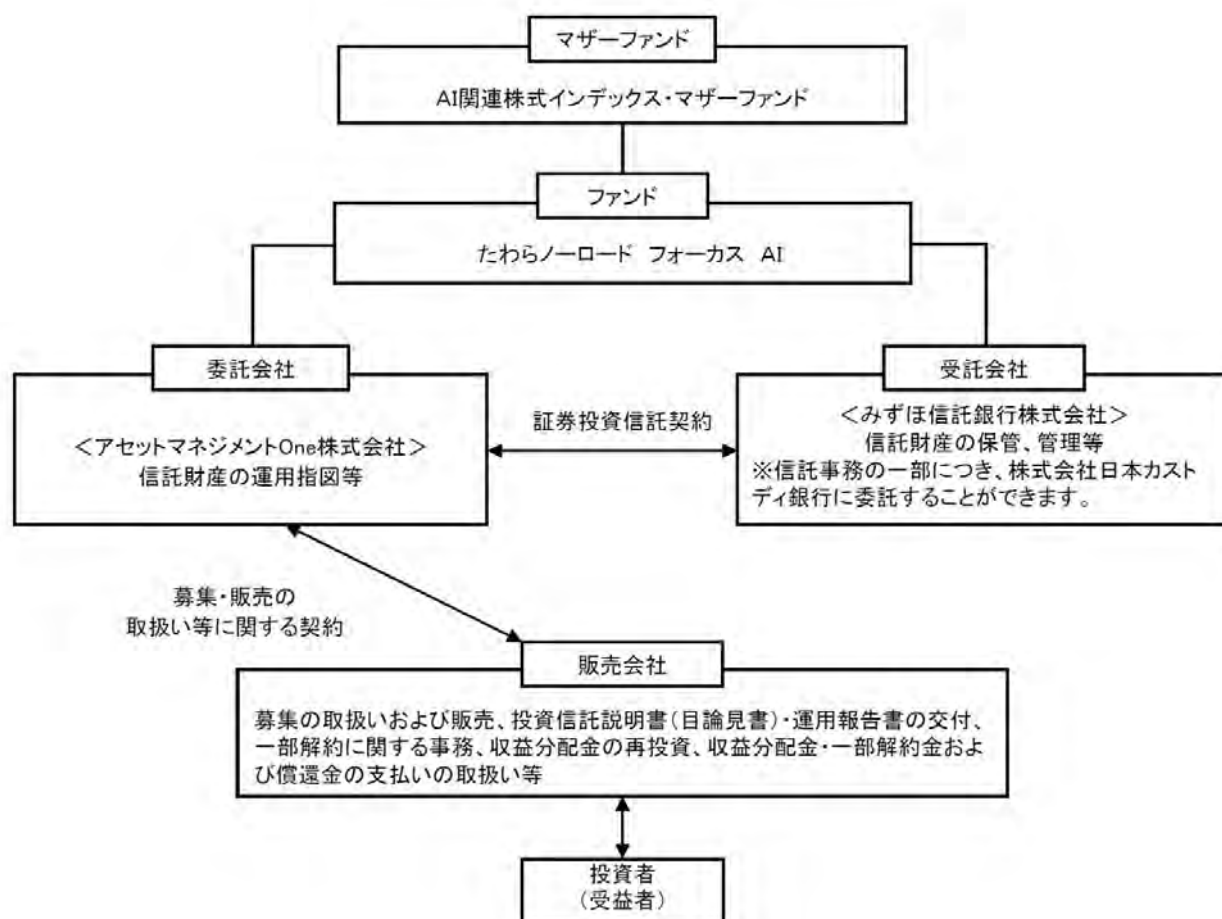 マザーファンド
AI関連株式インデックス・マザーファンド
ファンド
たわらノーロード フォーカス AI
委託会社
＜アセットマネジメントOne株式会社＞
信託財産の運用指図等
証券投資信託契約
受託会社
＜みずほ信託銀行株式会社＞
信託財産の保管、管理等
※信託事務の一部につき、株式会社日本カスト
ディ銀行に委託することができます。
募集・販売の
取扱い等に関する契約
販売会社
募集の取扱いおよび販売、投資信託説明書(目論見書)・運用報告書の交付、
一部解約に関する事務、収益分配金の再投資、収益分配金・一部解約金およ
び償還金の支払いの取扱い等
投資者
(受益者)